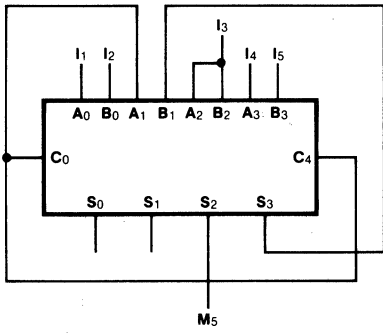 I3
I1 I2 I4 I5
A0 B0 A1 B1 A2 B2 A3 B3
C0 C4
S0 S1 S2 S3
M5